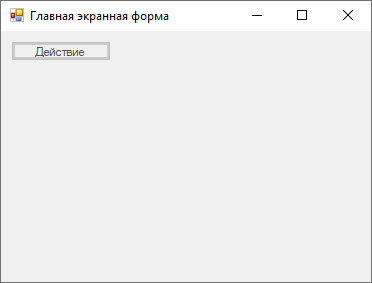 Главная экранная форма
Действие